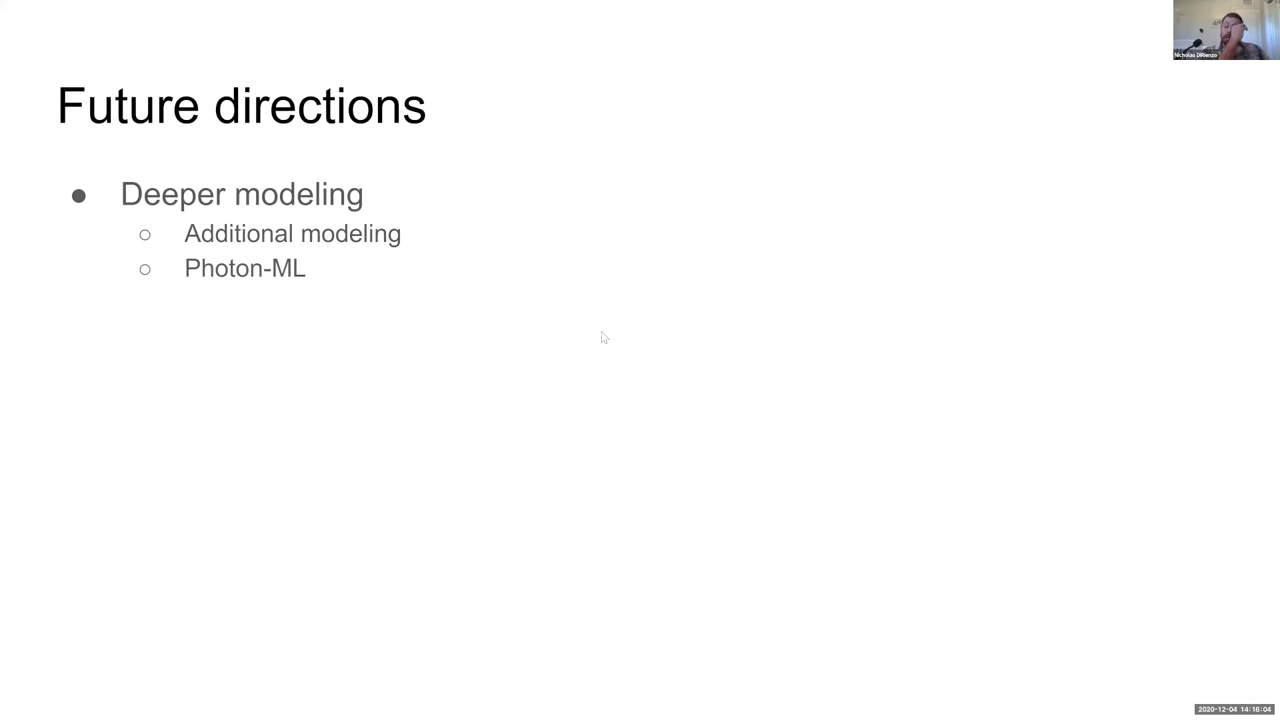 Nicholas DiRienzo
Future directions
● Deeper modeling
○ Additional modeling
○ Photon-ML
2020-12-04 14:16:04